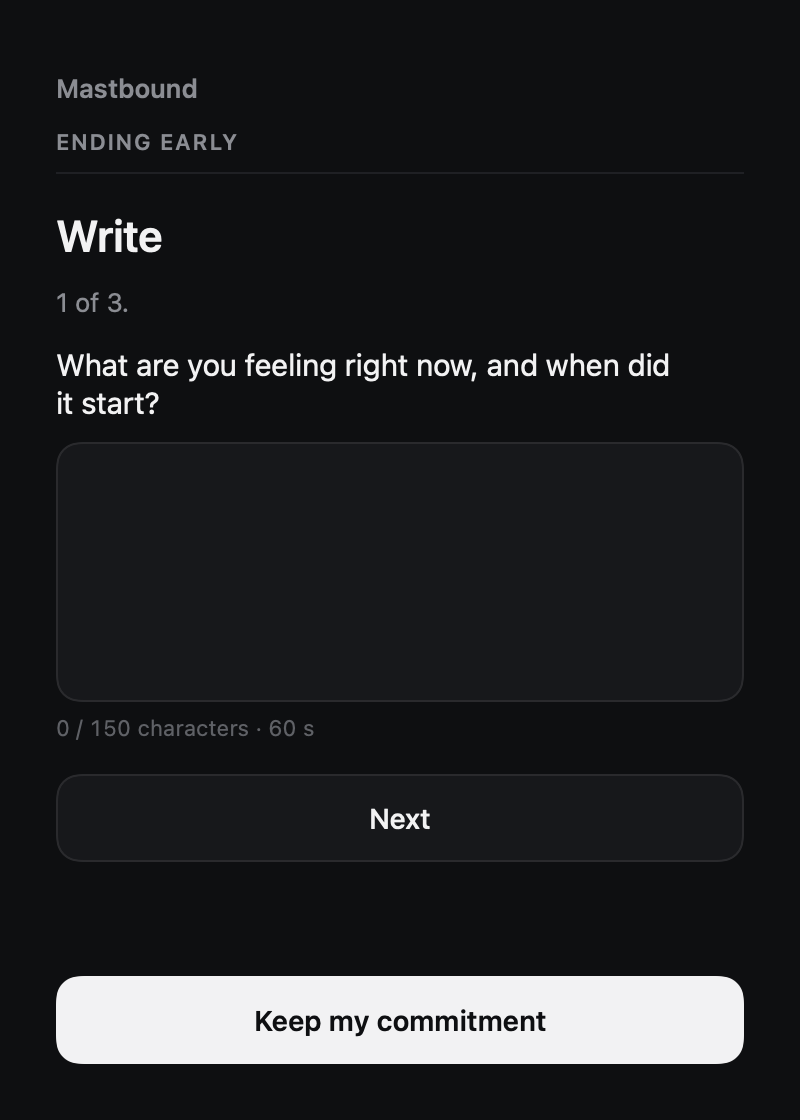 Mastbound
ENDING EARLY
Write
1 of 3.
What are you feeling right now, and when did
it start?
0 / 150 characters · 60 s
Next
Keep my commitment